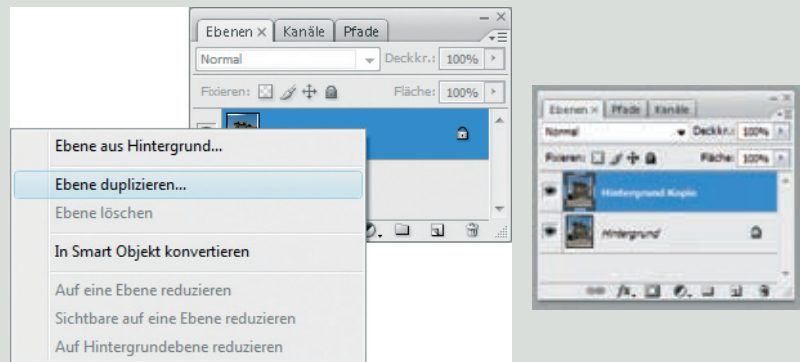 Ebenen × Kanäle Pfade
Normal Deckkr.: 100%
Fixieren: Fläche: 100%
Ebene aus Hintergrund...
Ebene duplizieren...
Ebene löschen
In Smart Objekt konvertieren
Auf eine Ebene reduzieren
Sichtbare auf eine Ebene reduzieren
Auf Hintergrundebene reduzieren
Ebenen × Pfade Kanäle
Normal Deckkr.: 100%
Fixieren: Fläche: 100%
Hintergrund Kopie
Hintergrund
fx.